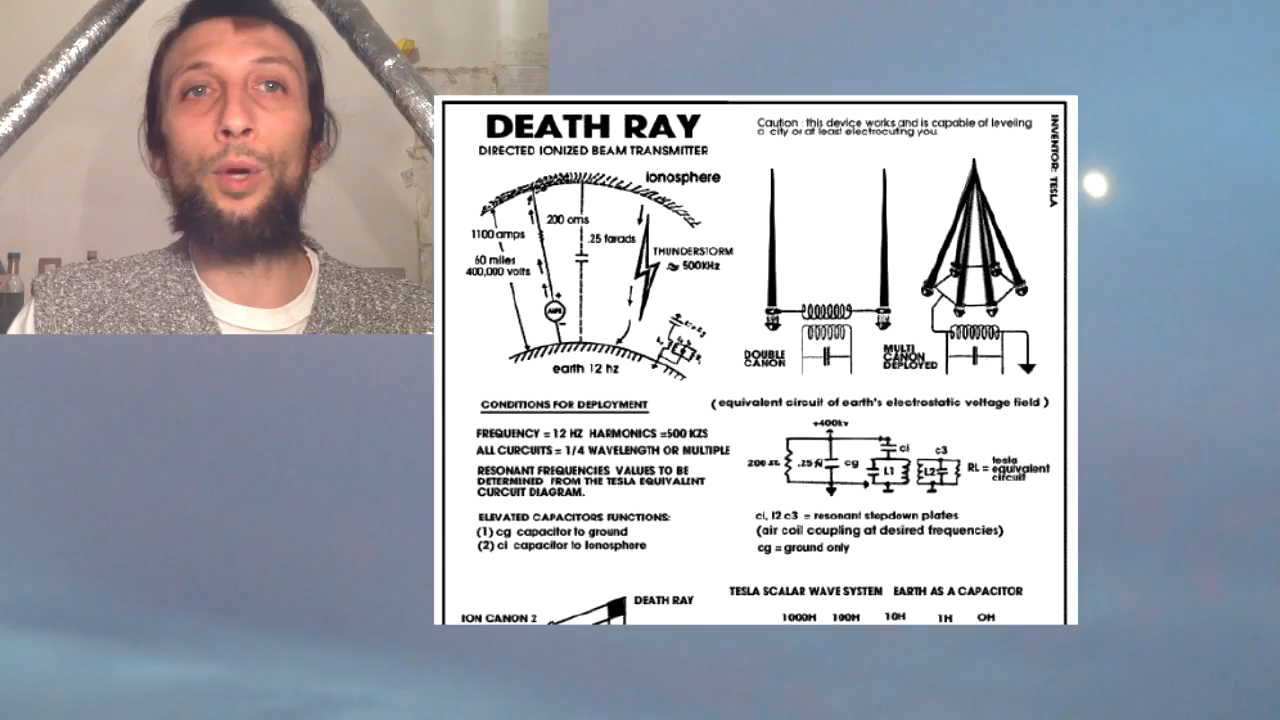 DEATH RAY
DIRECTED IONIZED BEAM TRANSMITTER
Caution : this device works and is capable of leveling
a city or at least electrocuting you
INVENTOR: TESLA
ionosphere
200 oms
1100 amps
.25 farads
60 miles
400,000 volts
THUNDERSTORM
≈ 500KHz
earth 12 hz
DOUBLE
CANON
MULTI
CANON
DEPLOYED
CONDITIONS FOR DEPLOYMENT
FREQUENCY = 12 HZ HARMONICS =500 KZS
ALL CURCUITS = 1/4 WAVELENGTH OR MULTIPLE
RESONANT FREQUENCIES VALUES TO BE
DETERMINED FROM THE TESLA EQUIVALENT
CURCUIT DIAGRAM.
ELEVATED CAPACITORS FUNCTIONS:
(1) cg capacitor to ground
(2) ci capacitor to ionosphere
( equivalent circuit of earth's electrostatic voltage field )
+400kv
ci
c3
cg
L1
L2
RL =
tesla
equivalent
circuit
ci, l2 c3 = resonant stepdown plates
(air coil coupling at desired frequencies)
cg = ground only
TESLA SCALAR WAVE SYSTEM EARTH AS A CAPACITOR
1000H 100H 10H 1H OH
DEATH RAY
ION CANON 2